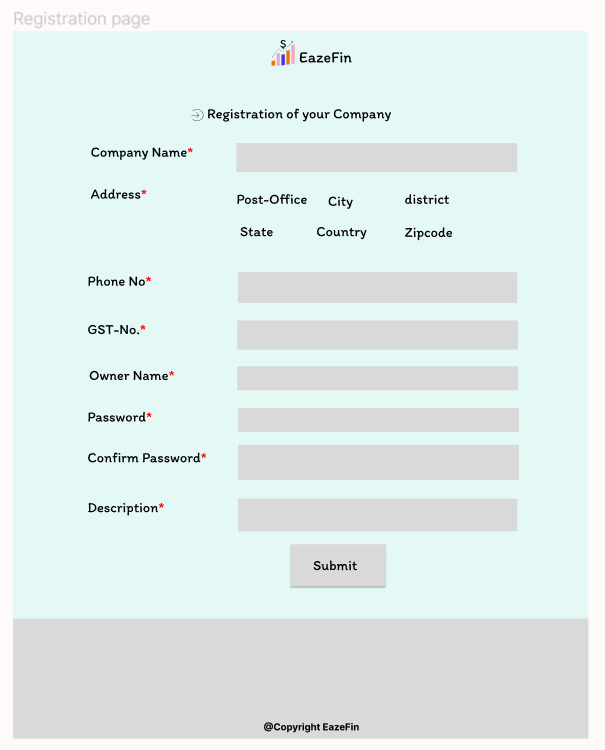 Registration page
$
EazeFin
Registration of your Company
Company Name*
Address*
Post-Office City district
State Country Zipcode
Phone No*
GST-No.*
Owner Name*
Password*
Confirm Password*
Description*
Submit
@Copyright EazeFin